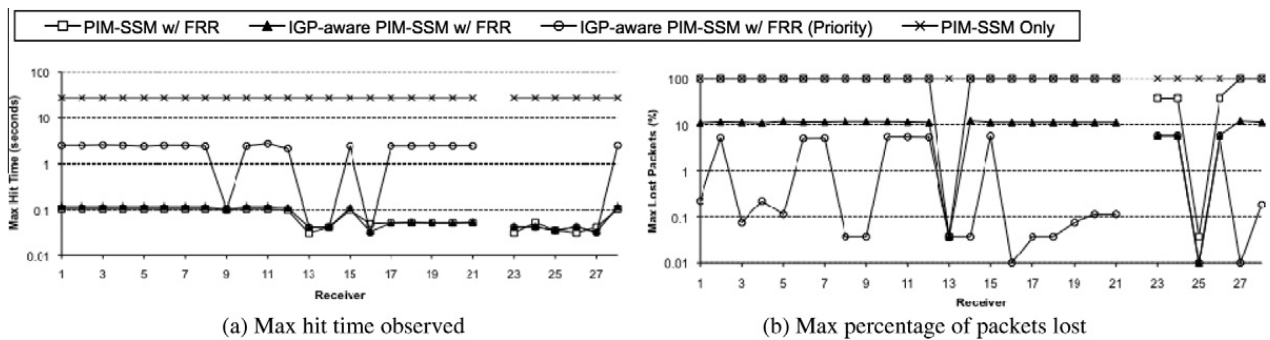 PIM-SSM w/ FRR IGP-aware PIM-SSM w/ FRR IGP-aware PIM-SSM w/ FRR (Priority) PIM-SSM Only
Max Hit Time (seconds)
100
10
1
0.1
0.01
1 3 5 7 9 11 13 15 17 19 21 23 25 27
Receiver
(a) Max hit time observed
Max Lost Packets (%)
100
10
1
0.1
0.01
1 3 5 7 9 11 13 15 17 19 21 23 25 27
Receiver
(b) Max percentage of packets lost